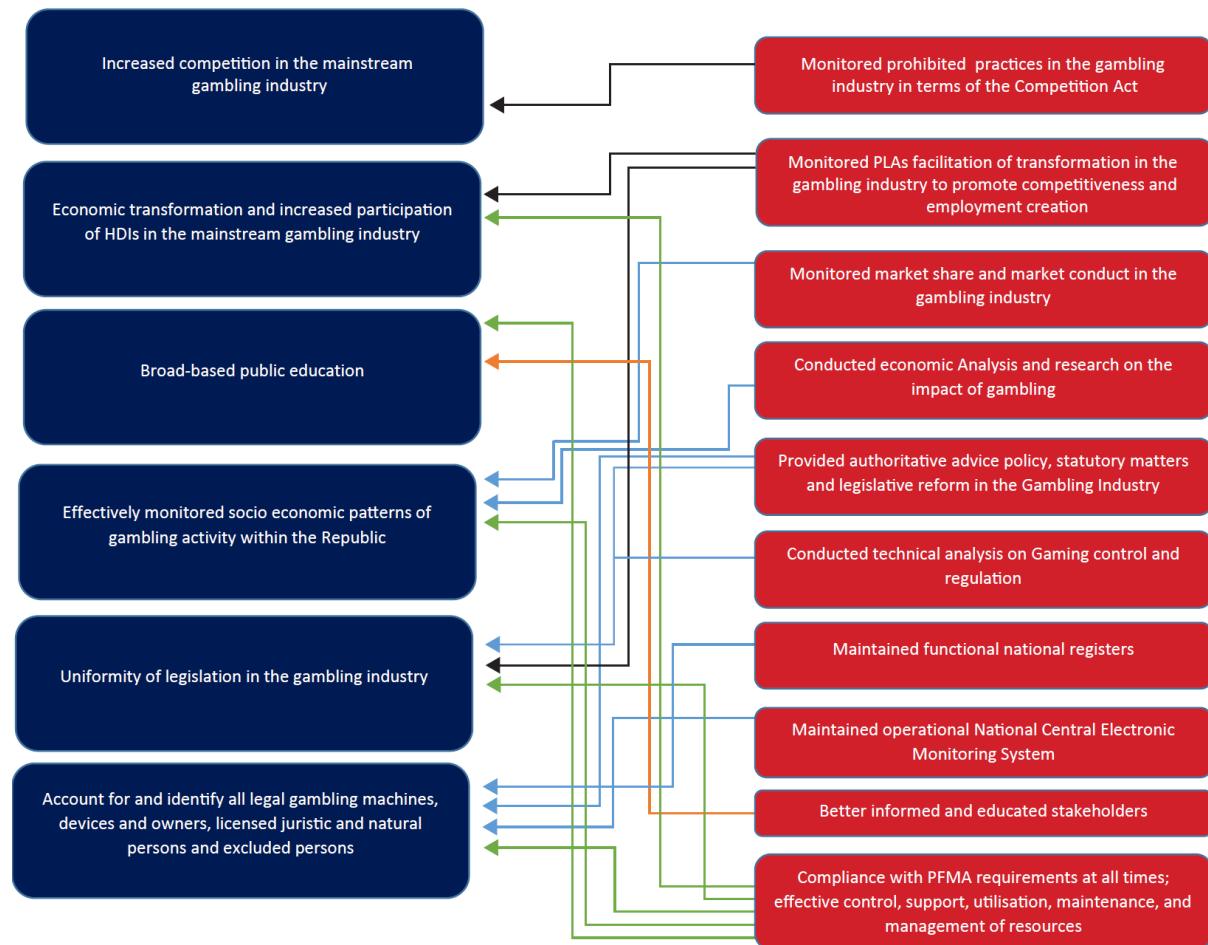 Increased competition in the mainstream
gambling industry
Economic transformation and increased participation
of HDIs in the mainstream gambling industry
Broad-based public education
Effectively monitored socio economic patterns of
gambling activity within the Republic
Uniformity of legislation in the gambling industry
Account for and identify all legal gambling machines,
devices and owners, licensed juristic and natural
persons and excluded persons
Monitored prohibited practices in the gambling
industry in terms of the Competition Act
Monitored PLAs facilitation of transformation in the
gambling industry to promote competitiveness and
employment creation
Monitored market share and market conduct in the
gambling industry
Conducted economic Analysis and research on the
impact of gambling
Provided authoritative advice policy, statutory matters
and legislative reform in the Gambling Industry
Conducted technical analysis on Gaming control and
regulation
Maintained functional national registers
Maintained operational National Central Electronic
Monitoring System
Better informed and educated stakeholders
Compliance with PFMA requirements at all times;
effective control, support, utilisation, maintenance, and
management of resources